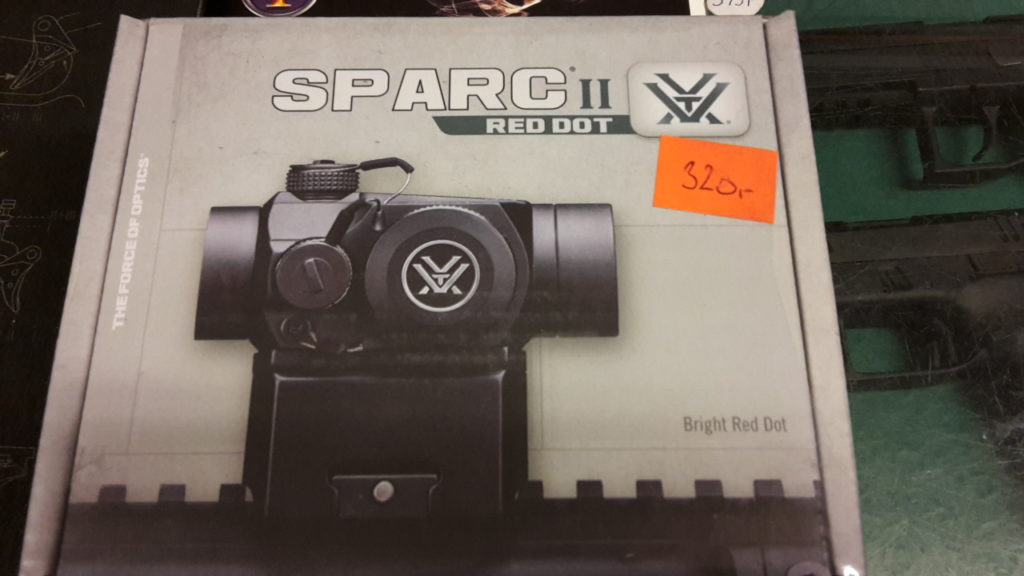 SPARC® II
RED DOT
320,-
THE FORCE OF OPTICS®
Bright Red Dot